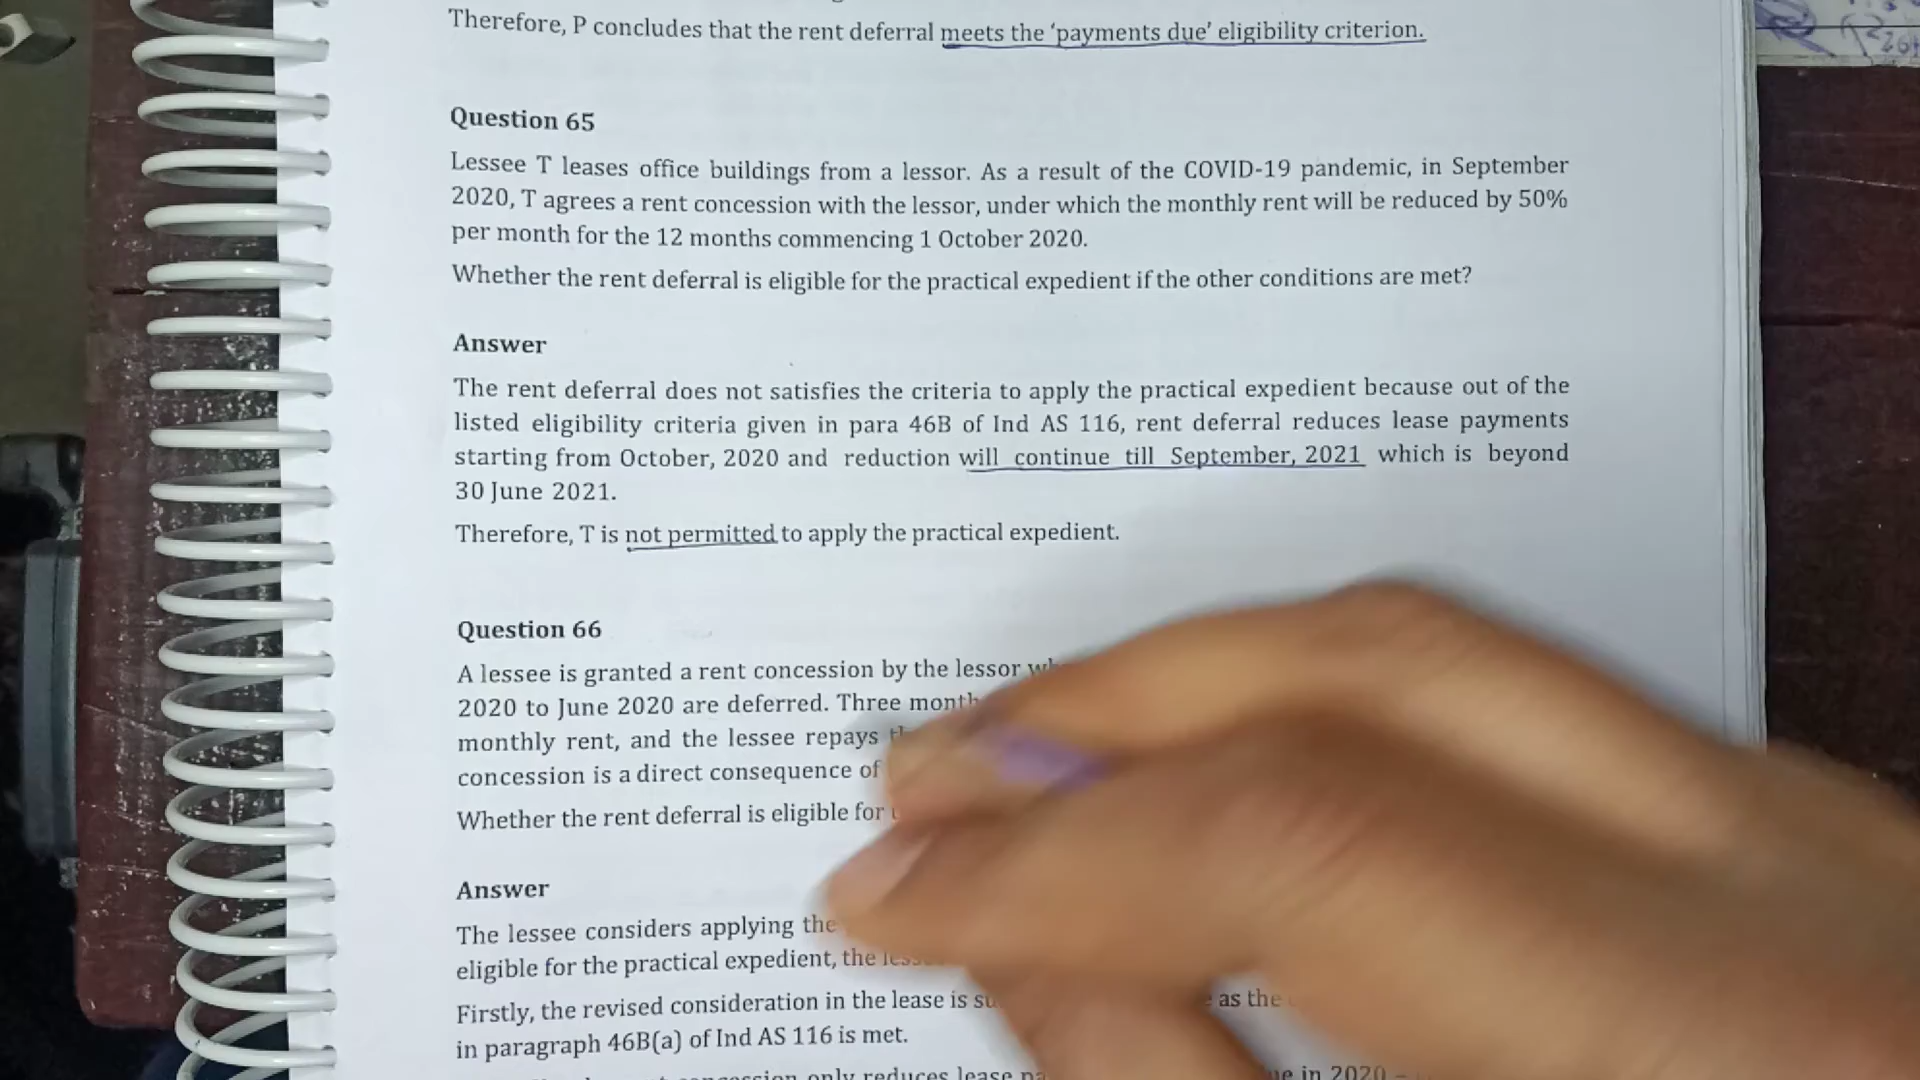 Therefore, P concludes that the rent deferral meets the ‘payments due’ eligibility criterion.
Question 65
Lessee T leases office buildings from a lessor. As a result of the COVID-19 pandemic, in September
2020, T agrees a rent concession with the lessor, under which the monthly rent will be reduced by 50%
per month for the 12 months commencing 1 October 2020.
Whether the rent deferral is eligible for the practical expedient if the other conditions are met?
Answer
The rent deferral does not satisfies the criteria to apply the practical expedient because out of the
listed eligibility criteria given in para 46B of Ind AS 116, rent deferral reduces lease payments
starting from October, 2020 and reduction will continue till September, 2021 which is beyond
30 June 2021.
Therefore, T is not permitted to apply the practical expedient.
Question 66
A lessee is granted a rent concession by the lessor
2020 to June 2020 are deferred. Three
monthly rent, and the lessee repays
concession is a direct consequence of
Whether the rent deferral is eligible for
Answer
The lessee considers applying the
eligible for the practical expedient, the
Firstly, the revised consideration in the lease is as the
in paragraph 46B(a) of Ind AS 116 is met.
only reduces lease in 2020 –